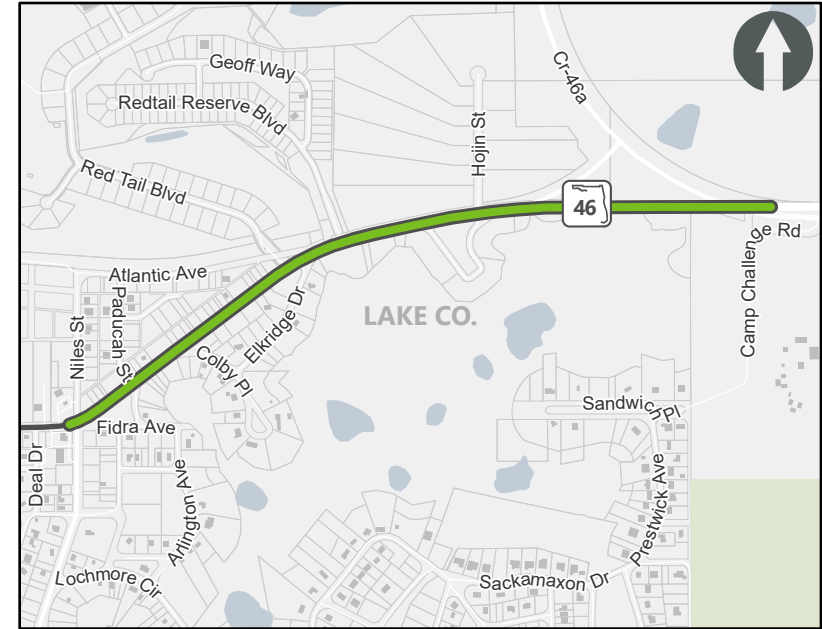 Geoff Way
Cr-46a
Redtail Reserve Blvd
Hojin St
Red Tail Blvd
46
Camp Challenge Rd
Atlantic Ave
Paducah St
Niles St
Elkridge Dr
LAKE CO.
Colby Pl
Sandwich Pl
Fidra Ave
Deal Dr
Arlington Ave
Prestwick Ave
Lochmore Cir
Sackamaxon Dr